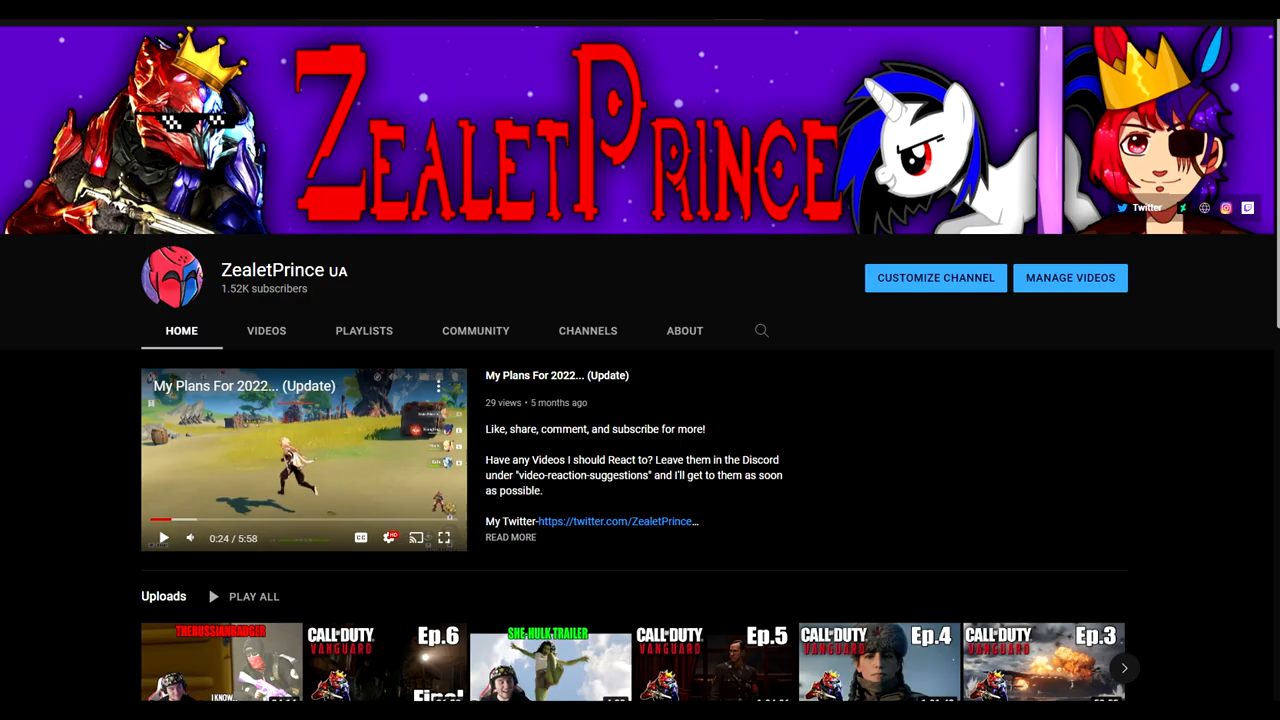 ZEALETPRINCE
Twitter
ZealetPrince UA
1.52K subscribers
CUSTOMIZE CHANNEL
MANAGE VIDEOS
HOME
VIDEOS
PLAYLISTS
COMMUNITY
CHANNELS
ABOUT
My Plans For 2022... (Update)
0:24 / 5:58
CC
HD
My Plans For 2022... (Update)
29 views • 5 months ago
Like, share, comment, and subscribe for more!
Have any Videos I should React to? Leave them in the Discord
under "video-reaction-suggestions" and I'll get to them as soon
as possible.
My Twitter-https://twitter.com/ZealetPrince...
READ MORE
Uploads
PLAY ALL
THERUSSIANBADGER
I KNOW...
CALL OF DUTY
VANGUARD
Ep.6
Final
SHE-HULK TRAILER
CALL OF DUTY
VANGUARD
Ep.5
CALL OF DUTY
VANGUARD
Ep.4
CALL OF DUTY
VANGUARD
Ep.3